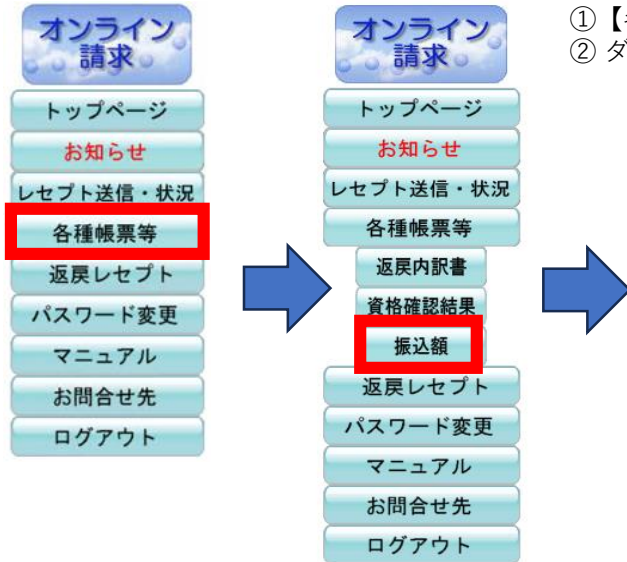 オンライン
請求
トップページ
お知らせ
レセプト送信・状況
各種帳票等
返戻レセプト
パスワード変更
マニュアル
お問合せ先
ログアウト
オンライン
請求
トップページ
お知らせ
レセプト送信・状況
各種帳票等
返戻内訳書
資格確認結果
振込額
返戻レセプト
パスワード変更
マニュアル
お問合せ先
ログアウト
①【
② ダ